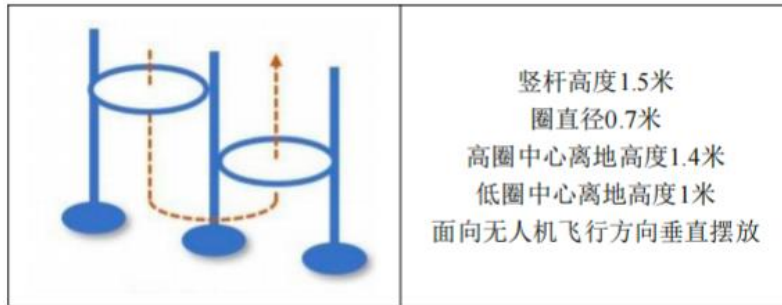 竖杆高度1.5米
圈直径0.7米
高圈中心离地高度1.4米
低圈中心离地高度1米
面向无人机飞行方向垂直摆放